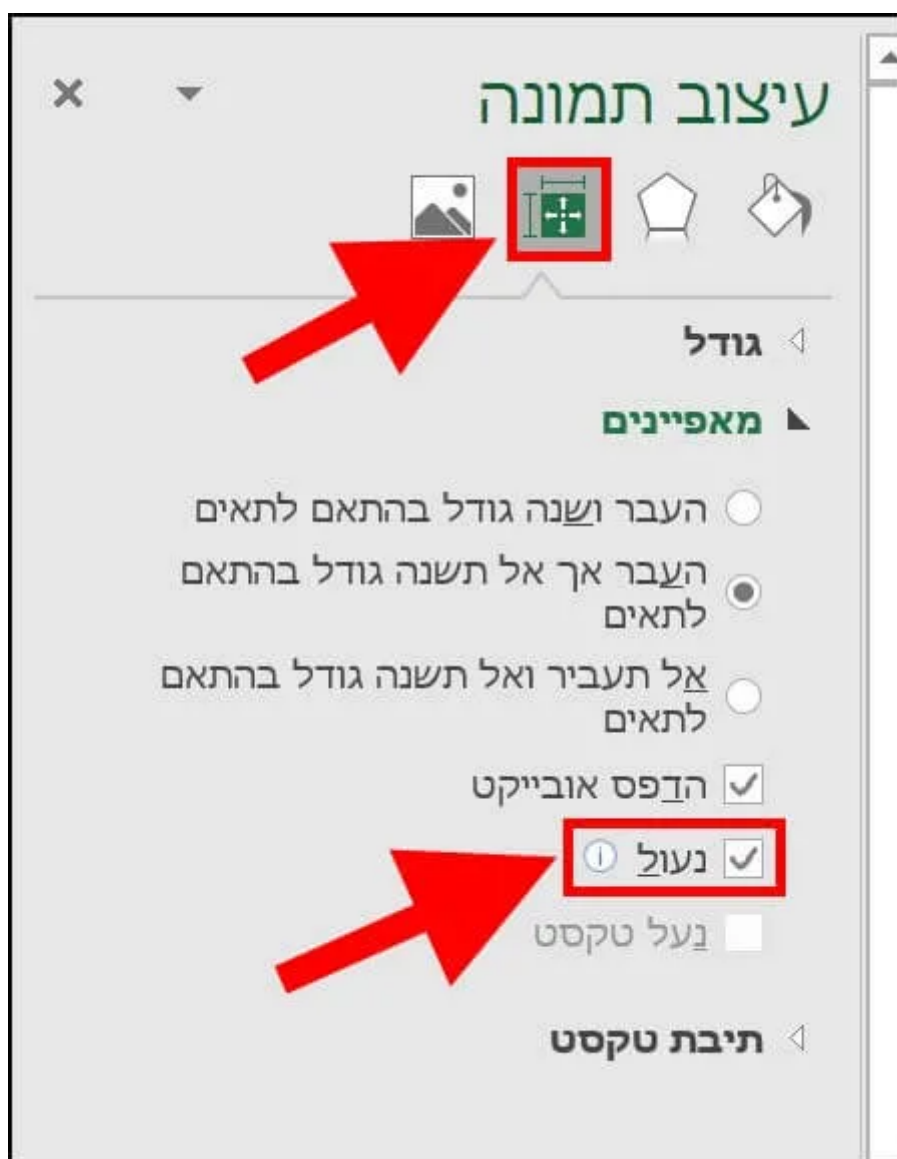 עיצוב תמונה
גודל
מאפיינים
העבר ושנה גודל בהתאם לתאים
העבר אך אל תשנה גודל בהתאם
לתאים
אל תעביר ואל תשנה גודל בהתאם
לתאים
הדפס אובייקט
נעול
נעל טקסט
תיבת טקסט